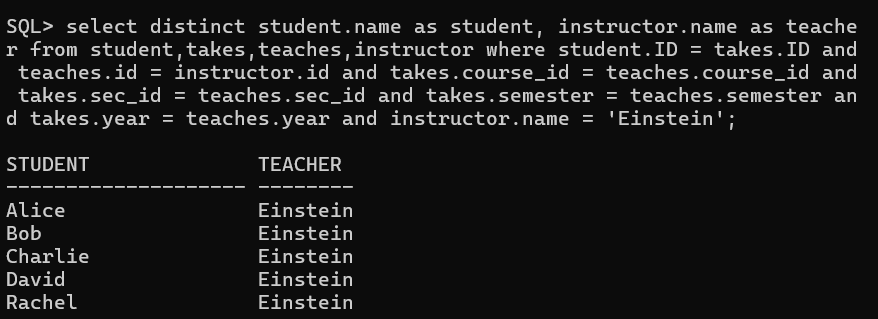 SQL> select distinct student.name as student, instructor.name as teache
r from student,takes,teaches,instructor where student.ID = takes.ID and
 teaches.id = instructor.id and takes.course_id = teaches.course_id and
 takes.sec_id = teaches.sec_id and takes.semester = teaches.semester an
d takes.year = teaches.year and instructor.name = 'Einstein';
STUDENT              TEACHER
-------------------- --------
Alice                Einstein
Bob                  Einstein
Charlie              Einstein
David                Einstein
Rachel               Einstein